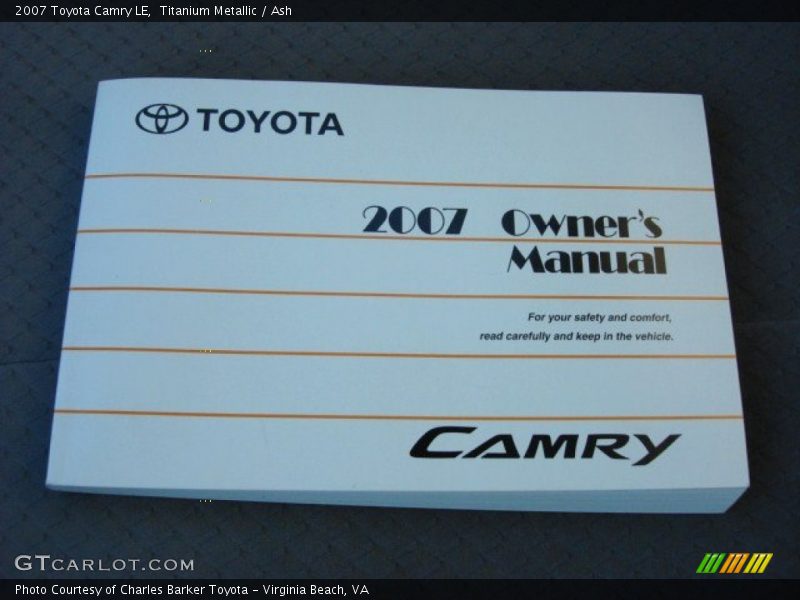 2007 Toyota Camry LE,  Titanium Metallic / Ash
TOYOTA
2007 Owner's
Manual
For your safety and comfort,
read carefully and keep in the vehicle.
CAMRY
GTCARLOT.COM
Photo Courtesy of Charles Barker Toyota - Virginia Beach, VA